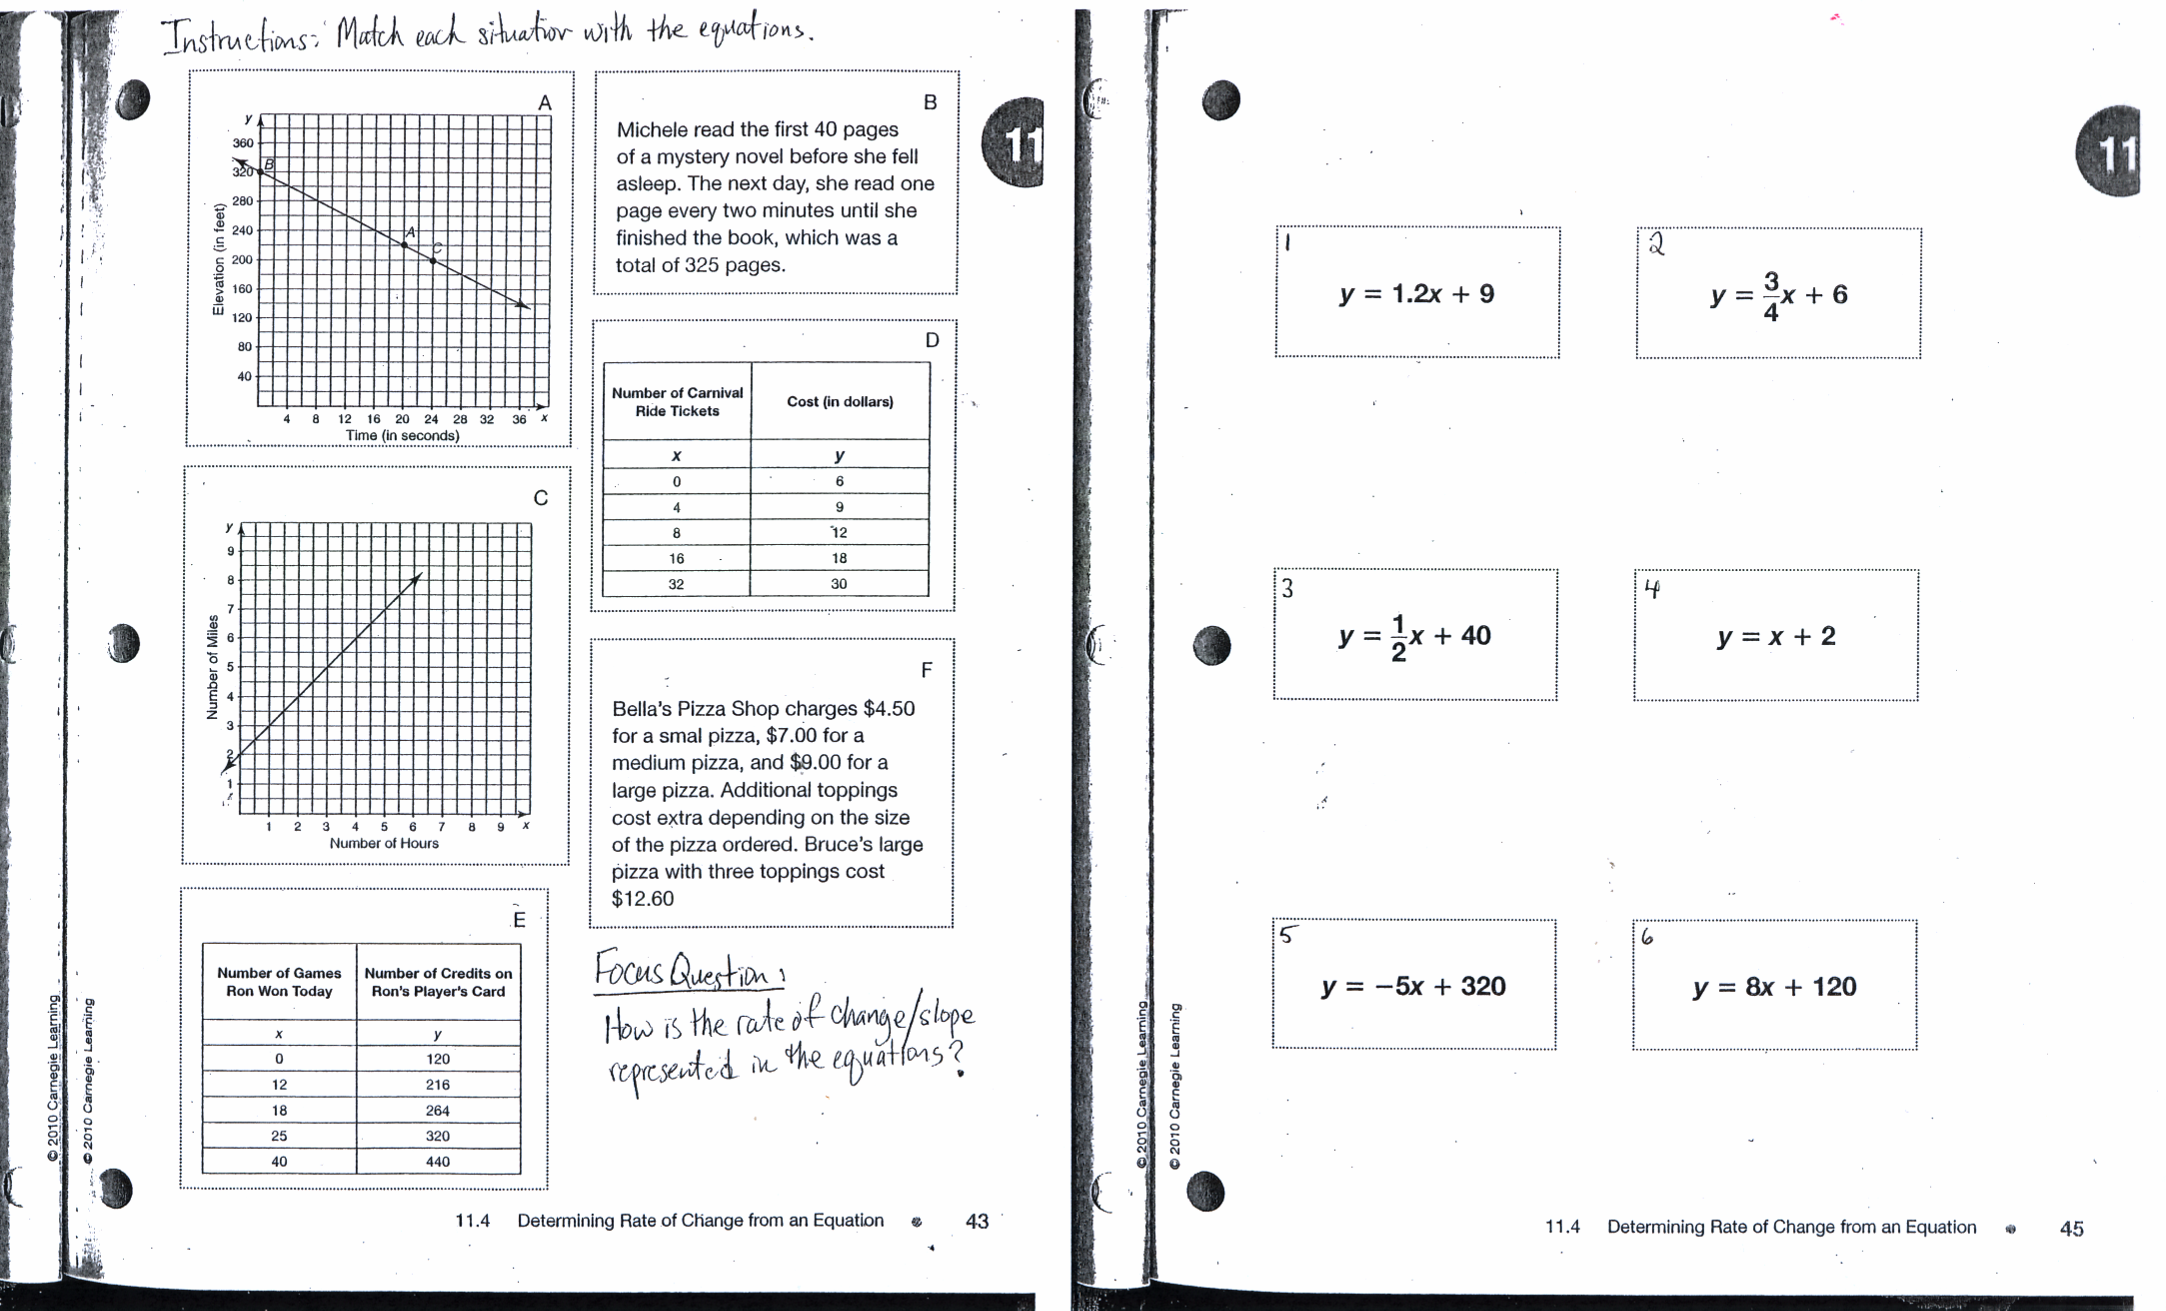 Instructions: Match each situation with the equations.
A
y
360
320
280
240
200
160
120
80
40
B
A
C
4 8 12 16 20 24 28 32 36 x
Elevation (in feet)
Time (in seconds)
B
Michele read the first 40 pages
of a mystery novel before she fell
asleep. The next day, she read one
page every two minutes until she
finished the book, which was a
total of 325 pages.
11
C
y
9
8
7
6
5
4
3
2
1
1 2 3 4 5 6 7 8 9 x
Number of Miles
Number of Hours
D
Number of Carnival Ride Tickets Cost (in dollars)
x y
0 6
4 9
8 12
16 18
32 30
E
Number of Games Ron Won Today Number of Credits on Ron's Player's Card
x y
0 120
12 216
18 264
25 320
40 440
F
Bella's Pizza Shop charges $4.50
for a smal pizza, $7.00 for a
medium pizza, and $9.00 for a
large pizza. Additional toppings
cost extra depending on the size
of the pizza ordered. Bruce's large
pizza with three toppings cost
$12.60
Focus Question:
How is the rate of change/slope
represented in the equations?
© 2010 Carnegie Learning
© 2010 Carnegie Learning
11.4 Determining Rate of Change from an Equation 43
11
1
y = 1.2x + 9
2
y = 3/4x + 6
3
y = 1/2x + 40
4
y = x + 2
5
y = −5x + 320
6
y = 8x + 120
© 2010 Carnegie Learning
© 2010 Carnegie Learning
11.4 Determining Rate of Change from an Equation 45